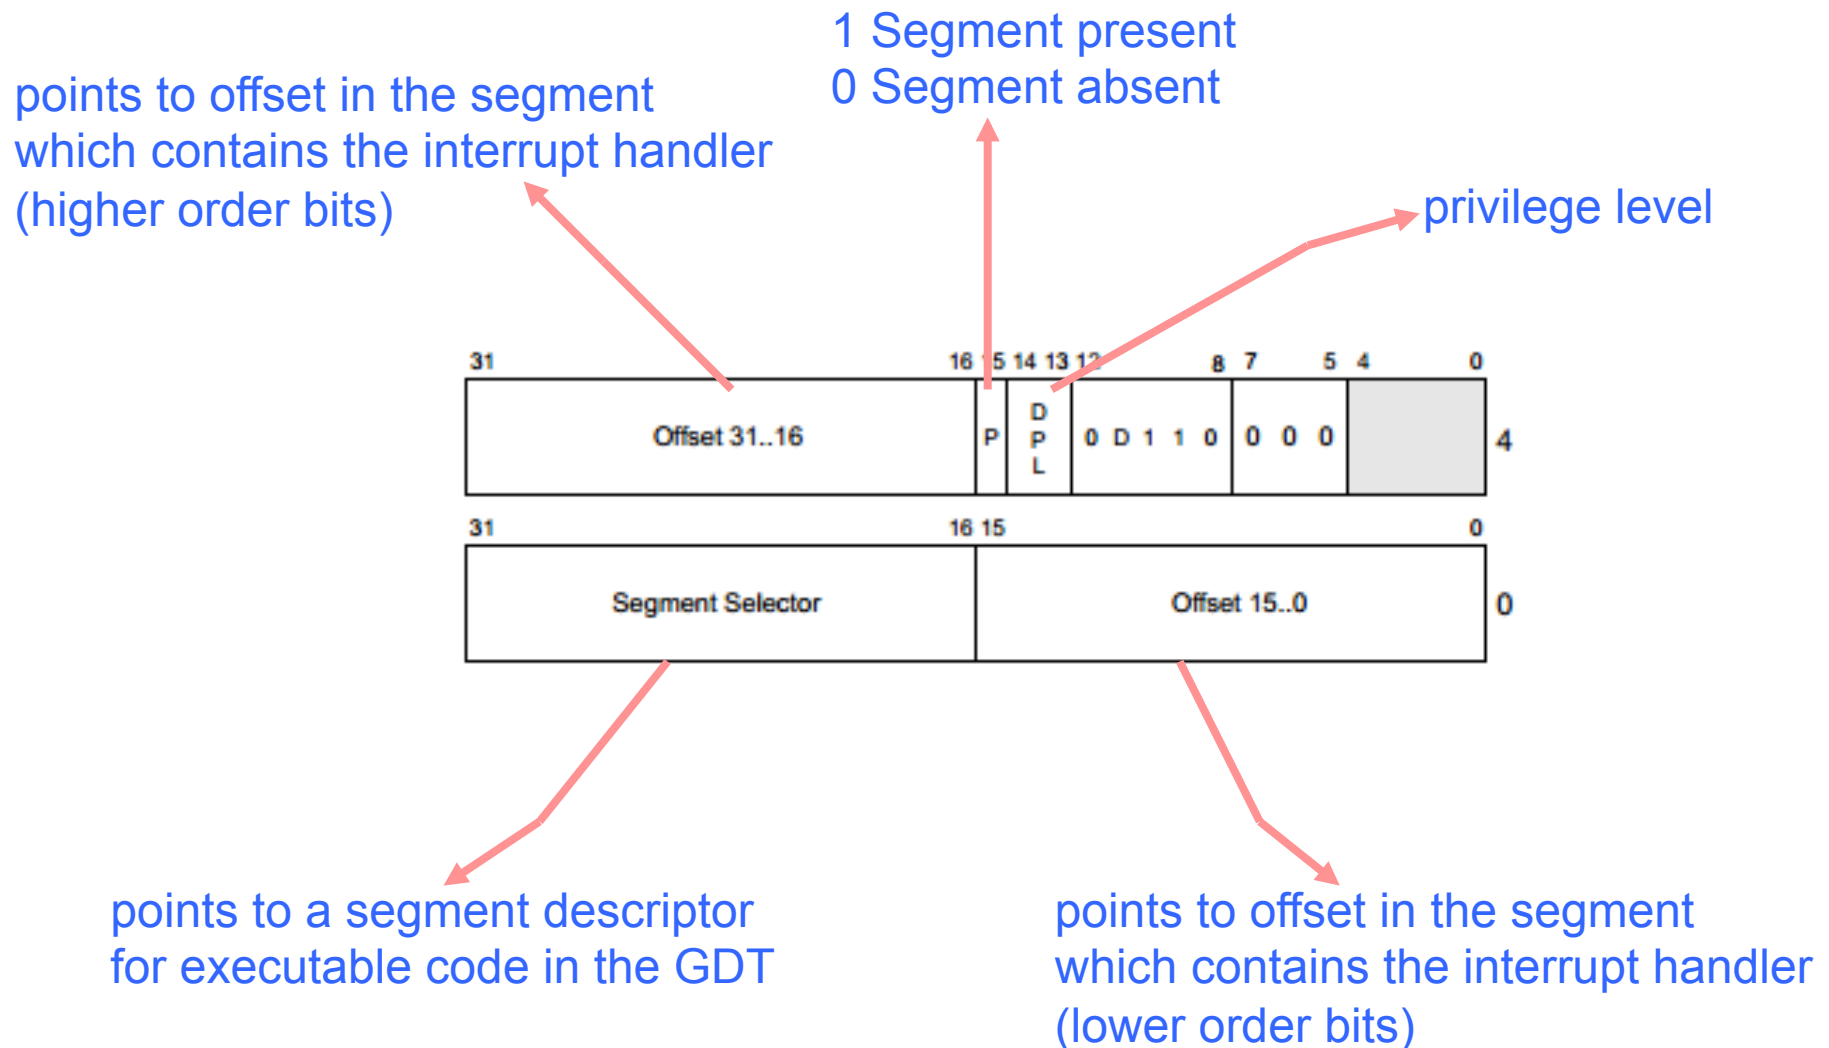 1 Segment present
0 Segment absent
points to offset in the segment
which contains the interrupt handler
(higher order bits)
privilege level
31 16 15 14 13 12 8 7 5 4 0
Offset 31..16 P DPL 0 D 1 1 0 0 0 0 4
31 16 15 0
Segment Selector Offset 15..0 0
points to a segment descriptor
for executable code in the GDT
points to offset in the segment
which contains the interrupt handler
(lower order bits)